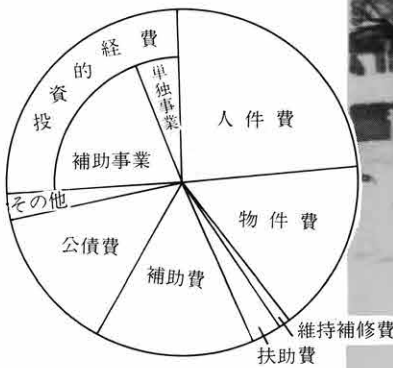 投資的経費
単独事業
補助事業
人件費
物件費
維持補修費
扶助費
補助費
公債費
その他